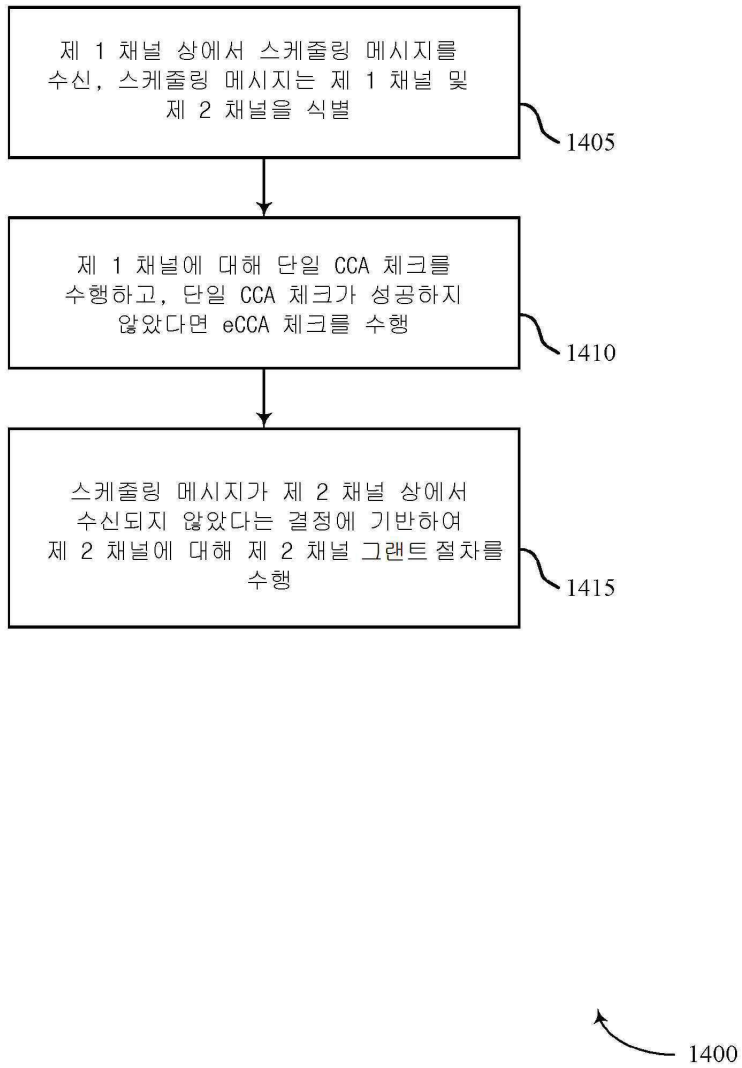 제 1 채널 상에서 스케줄링 메시지를
수신, 스케줄링 메시지는 제 1 채널 및
제 2 채널을 식별
1405
제 1 채널에 대해 단일 CCA 체크를
수행하고, 단일 CCA 체크가 성공하지
않았다면 eCCA 체크를 수행
1410
스케줄링 메시지가 제 2 채널 상에서
수신되지 않았다는 결정에 기반하여
제 2 채널에 대해 제 2 채널 그랜트 절차를
수행
1415
1400